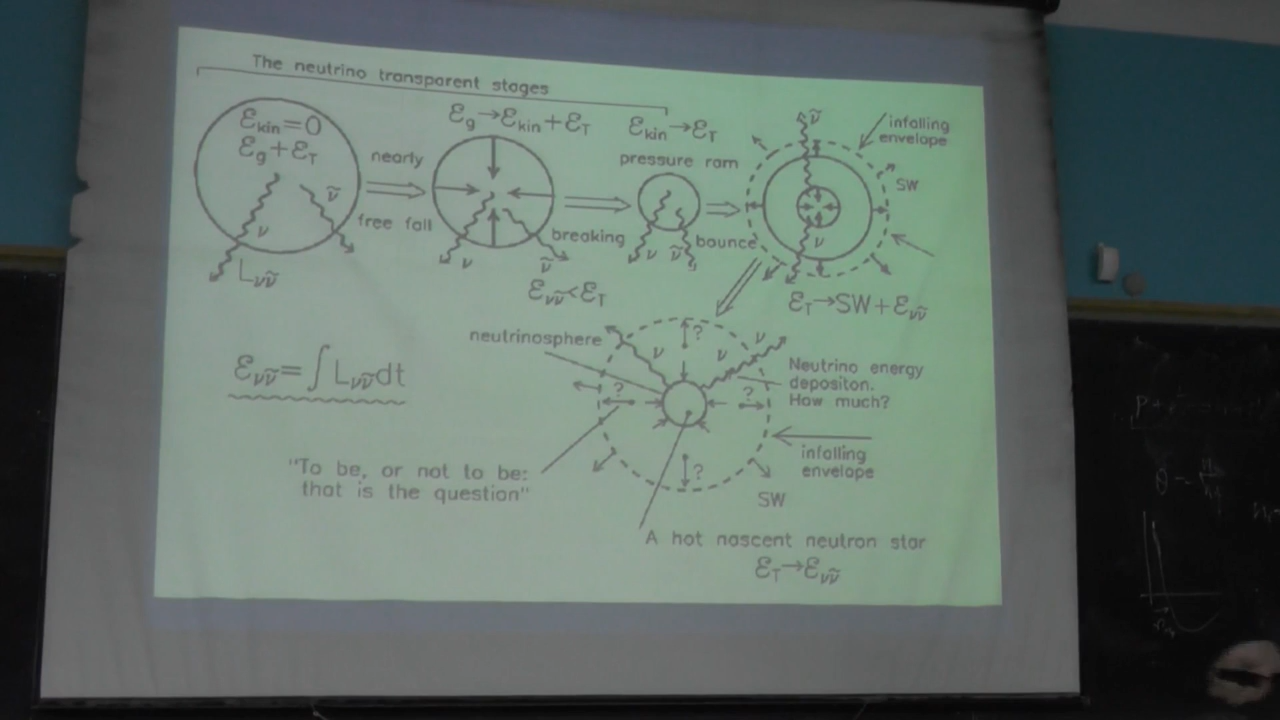 The neutrino transparent stages
ℰkin=0
ℰg+ℰT
ν
ν̃
Lνν̃
nearly
free fall
ℰg→ℰkin+ℰT
ν
ν̃
ℰνν̃<ℰT
breaking
ℰkin→ℰT
pressure ram
ν ν̃
bounce
ν̃
infalling
envelope
SW
ν
ℰT→SW+ℰνν̃
ℰνν̃=∫Lνν̃dt
neutrinosphere
?
ν
ν
ν
Neutrino energy
depositon.
How much?
?
?
infalling
envelope
?
SW
"To be, or not to be:
that is the question"
A hot nascent neutron star
ℰT→ℰνν̃